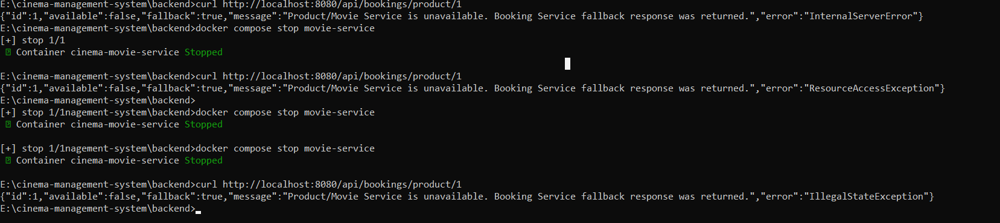 E:\cinema-management-system\backend>curl http://localhost:8080/api/bookings/product/1
{"id":1,"available":false,"fallback":true,"message":"Product/Movie Service is unavailable. Booking Service fallback response was returned.","error":"InternalServerError"}
E:\cinema-management-system\backend>docker compose stop movie-service
[+] stop 1/1
Container cinema-movie-service Stopped
E:\cinema-management-system\backend>curl http://localhost:8080/api/bookings/product/1
{"id":1,"available":false,"fallback":true,"message":"Product/Movie Service is unavailable. Booking Service fallback response was returned.","error":"ResourceAccessException"}
E:\cinema-management-system\backend>
[+] stop 1/1nagement-system\backend>docker compose stop movie-service
Container cinema-movie-service Stopped
[+] stop 1/1nagement-system\backend>docker compose stop movie-service
Container cinema-movie-service Stopped
E:\cinema-management-system\backend>curl http://localhost:8080/api/bookings/product/1
{"id":1,"available":false,"fallback":true,"message":"Product/Movie Service is unavailable. Booking Service fallback response was returned.","error":"IllegalStateException"}
E:\cinema-management-system\backend>